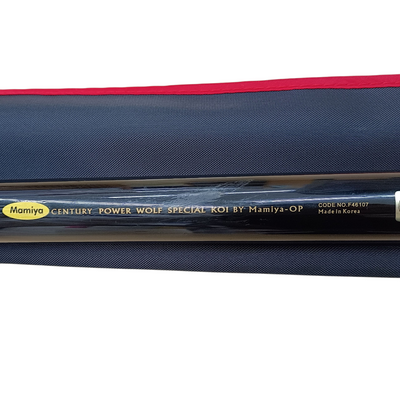 Mamiya
CENTURY POWER WOLF SPECIAL KOI BY Mamiya-OP
CODE NO.F46107
Made in Korea